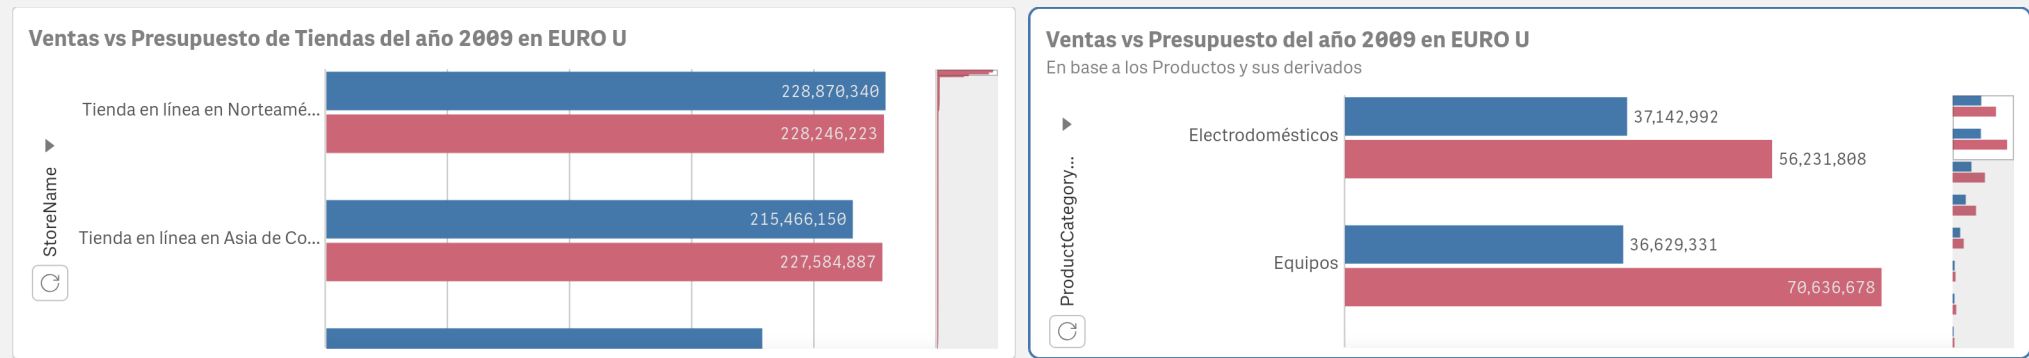 Ventas vs Presupuesto de Tiendas del año 2009 en EURO U
StoreName
Tienda en línea en Norteamé...
228,870,340
228,246,223
Tienda en línea en Asia de Co...
215,466,150
227,584,887
Ventas vs Presupuesto del año 2009 en EURO U
En base a los Productos y sus derivados
ProductCategory...
Electrodomésticos
37,142,992
56,231,808
Equipos
36,629,331
70,636,678